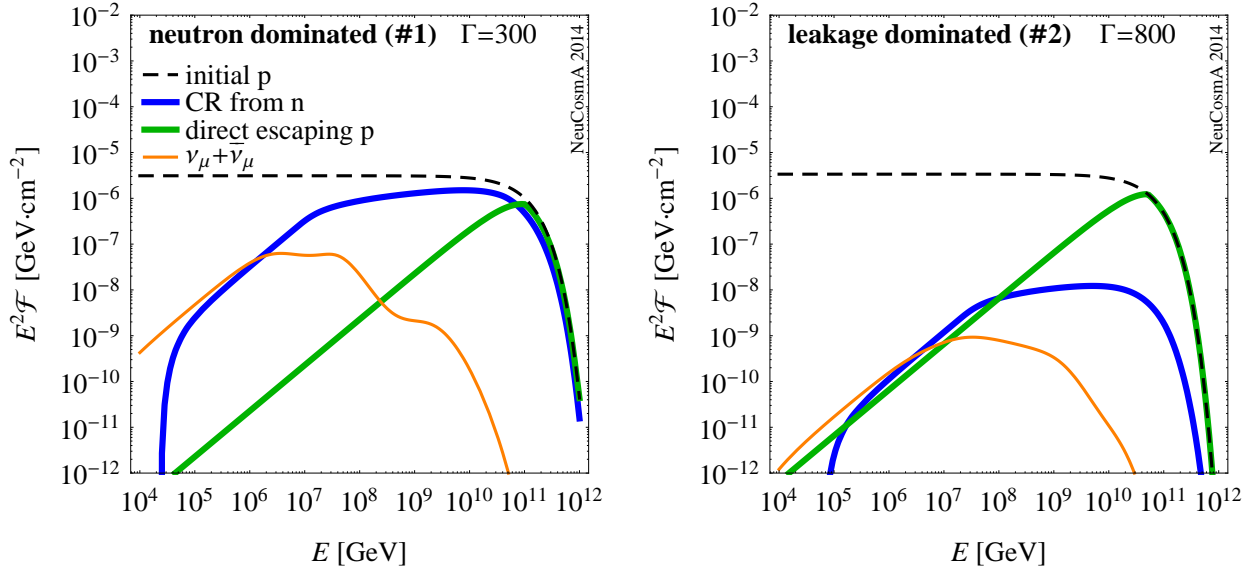 neutron dominated (#1) Γ=300
initial p
CR from n
direct escaping p
ν_μ+ν̄_μ
NeuCosmA 2014
10^-2
10^-3
10^-4
10^-5
10^-6
10^-7
10^-8
10^-9
10^-10
10^-11
10^-12
E²ℱ [GeV·cm^-2]
10^4 10^5 10^6 10^7 10^8 10^9 10^10 10^11 10^12
E [GeV]
leakage dominated (#2) Γ=800
NeuCosmA 2014
10^-2
10^-3
10^-4
10^-5
10^-6
10^-7
10^-8
10^-9
10^-10
10^-11
10^-12
E²ℱ [GeV·cm^-2]
10^4 10^5 10^6 10^7 10^8 10^9 10^10 10^11 10^12
E [GeV]